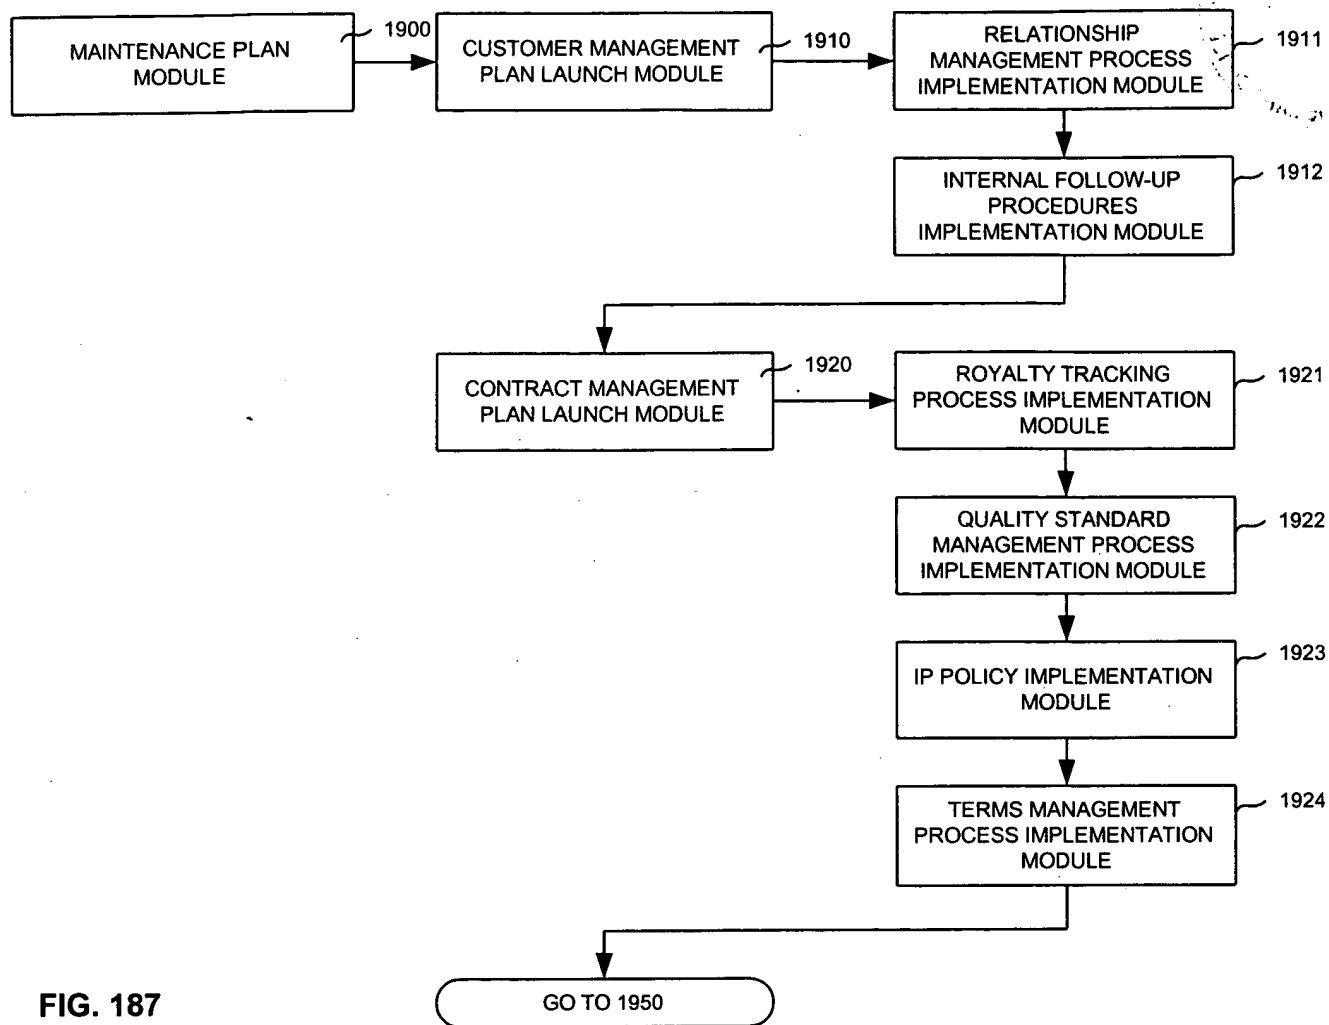 MAINTENANCE PLAN
MODULE
1900
CUSTOMER MANAGEMENT
PLAN LAUNCH MODULE
1910
RELATIONSHIP
MANAGEMENT PROCESS
IMPLEMENTATION MODULE
1911
INTERNAL FOLLOW-UP
PROCEDURES
IMPLEMENTATION MODULE
1912
CONTRACT MANAGEMENT
PLAN LAUNCH MODULE
1920
ROYALTY TRACKING
PROCESS IMPLEMENTATION
MODULE
1921
QUALITY STANDARD
MANAGEMENT PROCESS
IMPLEMENTATION MODULE
1922
IP POLICY IMPLEMENTATION
MODULE
1923
TERMS MANAGEMENT
PROCESS IMPLEMENTATION
MODULE
1924
GO TO 1950
FIG. 187